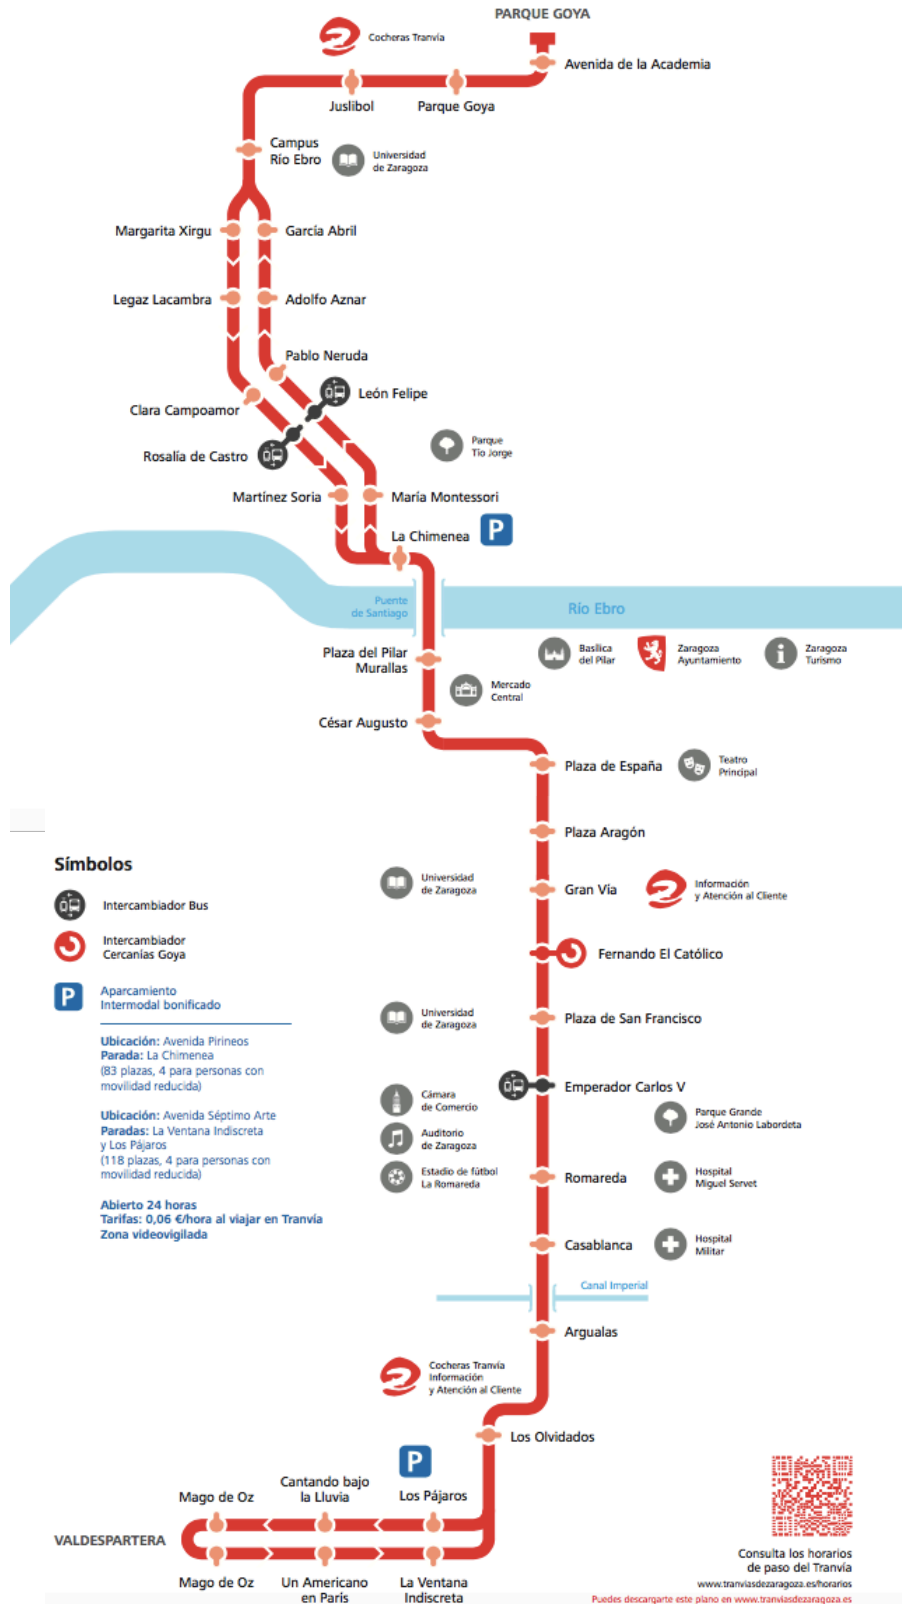 PARQUE GOYA
Cocheras Tranvía
Avenida de la Academia
Juslibol
Parque Goya
Campus
Río Ebro
Universidad
de Zaragoza
Margarita Xirgu
García Abril
Legaz Lacambra
Adolfo Aznar
Pablo Neruda
León Felipe
Clara Campoamor
Rosalía de Castro
Parque
Tío Jorge
Martínez Soria
María Montessori
La Chimenea
P
Puente
de Santiago
Río Ebro
Plaza del Pilar
Murallas
Basílica
del Pilar
Zaragoza
Ayuntamiento
Zaragoza
Turismo
Mercado
Central
César Augusto
Plaza de España
Teatro
Principal
Plaza Aragón
Universidad
de Zaragoza
Gran Vía
Información
y Atención al Cliente
Fernando El Católico
Universidad
de Zaragoza
Plaza de San Francisco
Emperador Carlos V
Cámara
de Comercio
Parque Grande
José Antonio Labordeta
Auditorio
de Zaragoza
Estadio de fútbol
La Romareda
Romareda
Hospital
Miguel Servet
Casablanca
Hospital
Militar
Canal Imperial
Argualas
Cocheras Tranvía
Información
y Atención al Cliente
Los Olvidados
P
Mago de Oz
Cantando bajo
la Lluvia
Los Pájaros
VALDESPARTERA
Mago de Oz
Un Americano
en París
La Ventana
Indiscreta
Símbolos
Intercambiador Bus
Intercambiador
Cercanías Goya
P
Aparcamiento
Intermodal bonificado
Ubicación: Avenida Pirineos
Parada: La Chimenea
(83 plazas, 4 para personas con
movilidad reducida)
Ubicación: Avenida Séptimo Arte
Paradas: La Ventana Indiscreta
y Los Pájaros
(118 plazas, 4 para personas con
movilidad reducida)
Abierto 24 horas
Tarifas: 0,06 €/hora al viajar en Tranvía
Zona videovigilada
Consulta los horarios
de paso del Tranvía
www.tranviasdezaragoza.es/horarios
Puedes descargarte este plano en www.tranviasdezaragoza.es